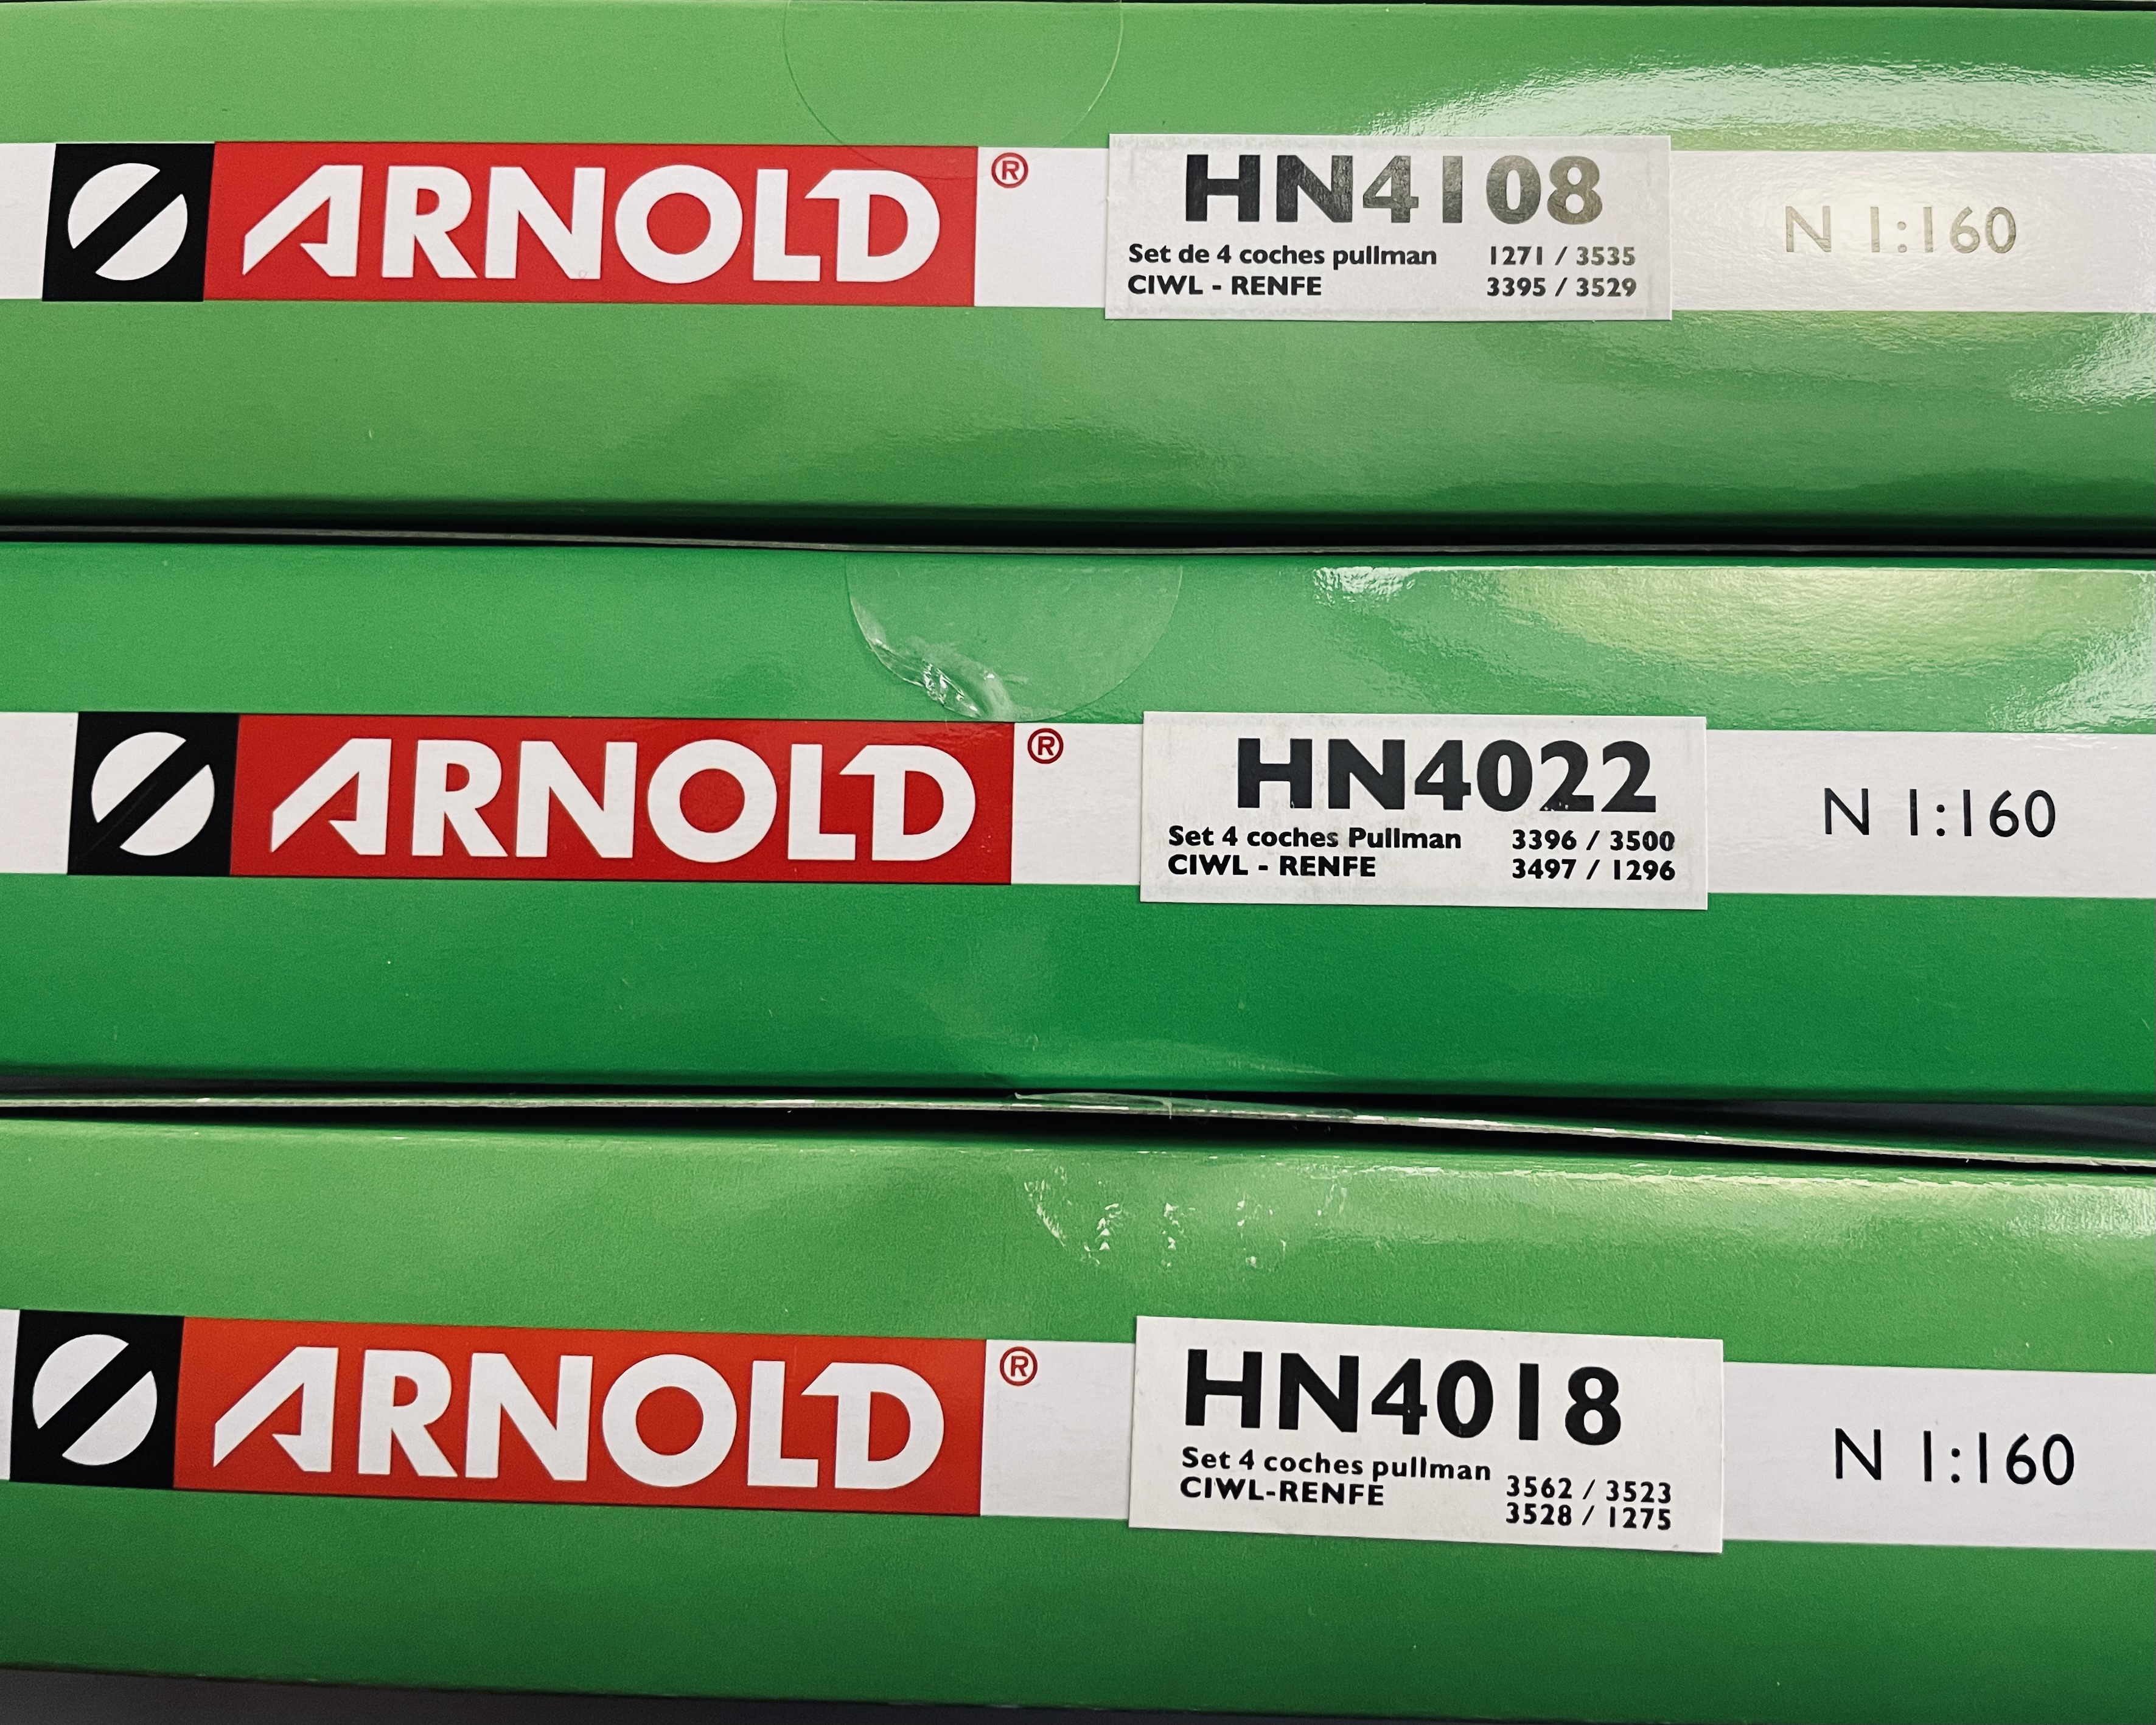 ARNOLD ®
HN4108
Set de 4 coches pullman 1271 / 3535
CIWL - RENFE 3395 / 3529
N 1:160
ARNOLD ®
HN4022
Set 4 coches Pullman 3396 / 3500
CIWL - RENFE 3497 / 1296
N 1:160
ARNOLD ®
HN4018
Set 4 coches pullman 3562 / 3523
CIWL-RENFE 3528 / 1275
N 1:160